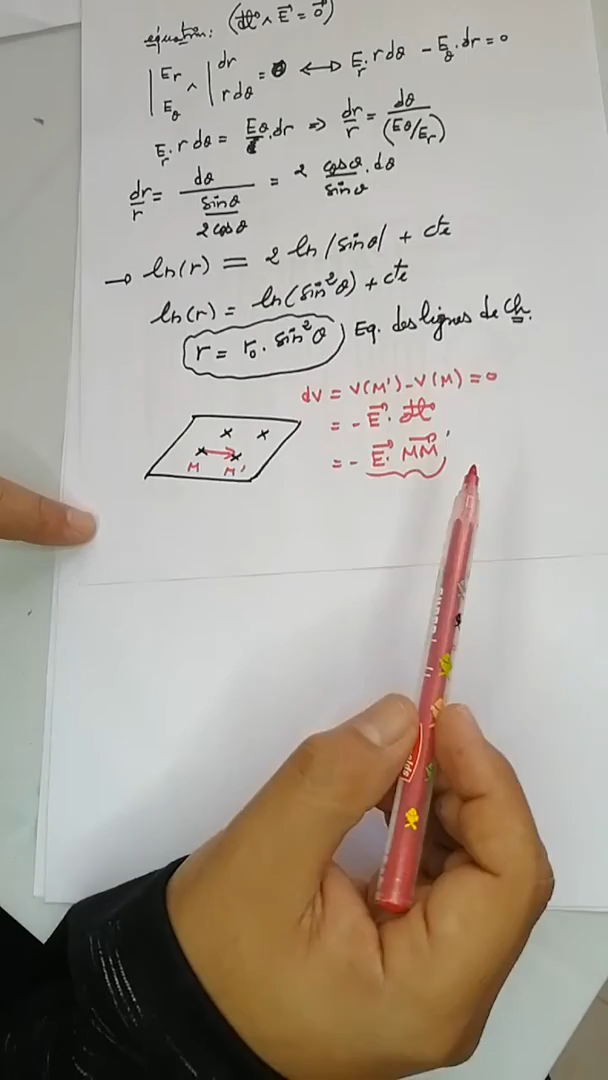 équation: (dl ∧ E⃗ = 0⃗)
| Er ∧ | dr = 0 ⟷ Er.rdθ - Eθ.dr = 0
| Eθ | rdθ
Er.rdθ = Eθ.dr ⇒ dr/r = dθ/(Eθ/Er)
dr/r = dθ/(sinθ/2cosθ) = 2 cosθ.dθ/sinθ
→ ln(r) = 2 ln|sinθ| + cte
ln(r) = ln(sin²θ) + cte
r = r₀. sin²θ Eq. des lignes de ch.
dV = V(M') - V(M) = 0
= - E⃗. dl
= - E⃗. MM⃗'
M M'